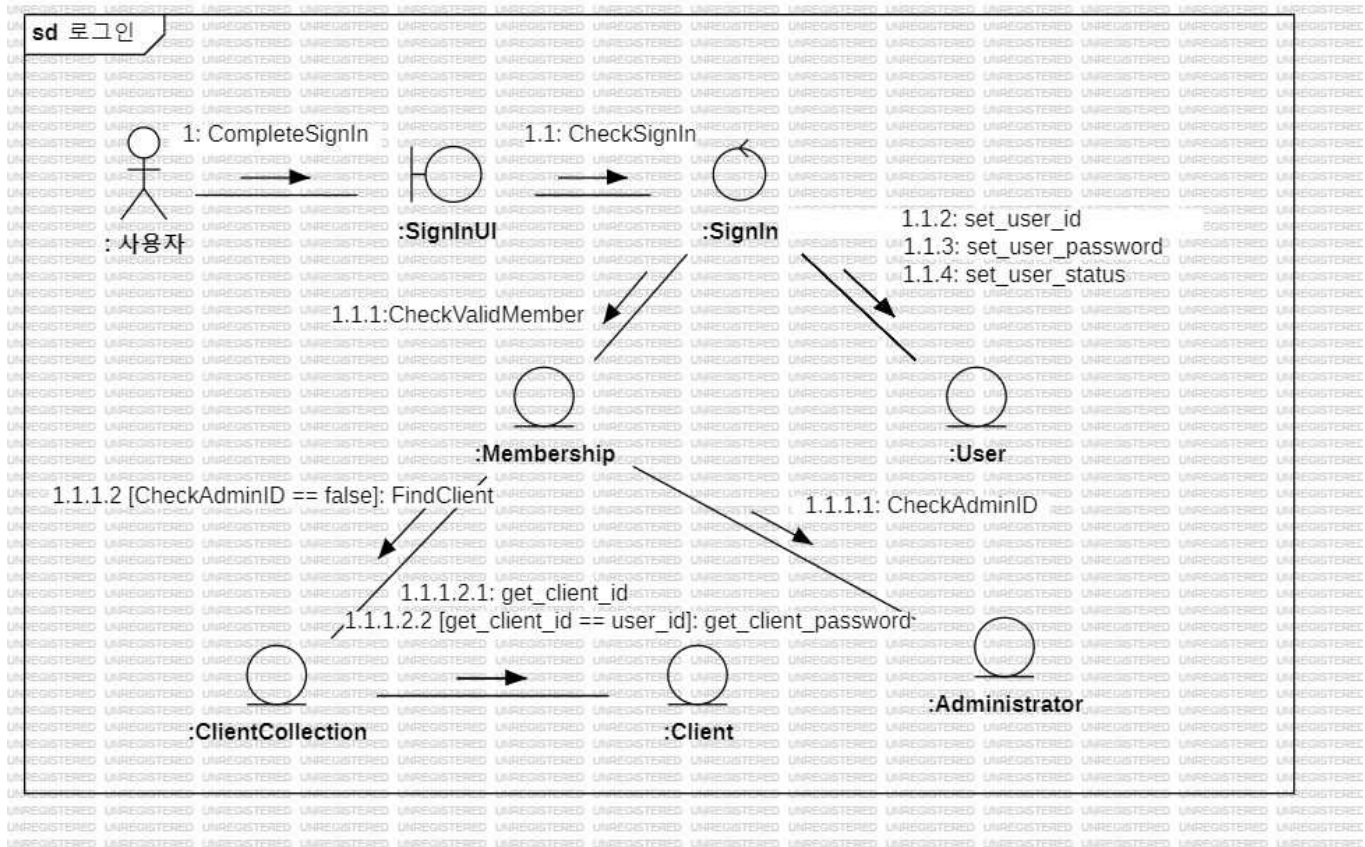 sd 로그인
1: CompleteSignIn
1.1: CheckSignIn
: 사용자
:SignInUI
:SignIn
1.1.2: set_user_id
1.1.3: set_user_password
1.1.4: set_user_status
1.1.1:CheckValidMember
:Membership
:User
1.1.1.2 [CheckAdminID == false]: FindClient
1.1.1.1: CheckAdminID
1.1.1.2.1: get_client_id
1.1.1.2.2 [get_client_id == user_id]: get_client_password
:ClientCollection
:Client
:Administrator
UNREGISTERED